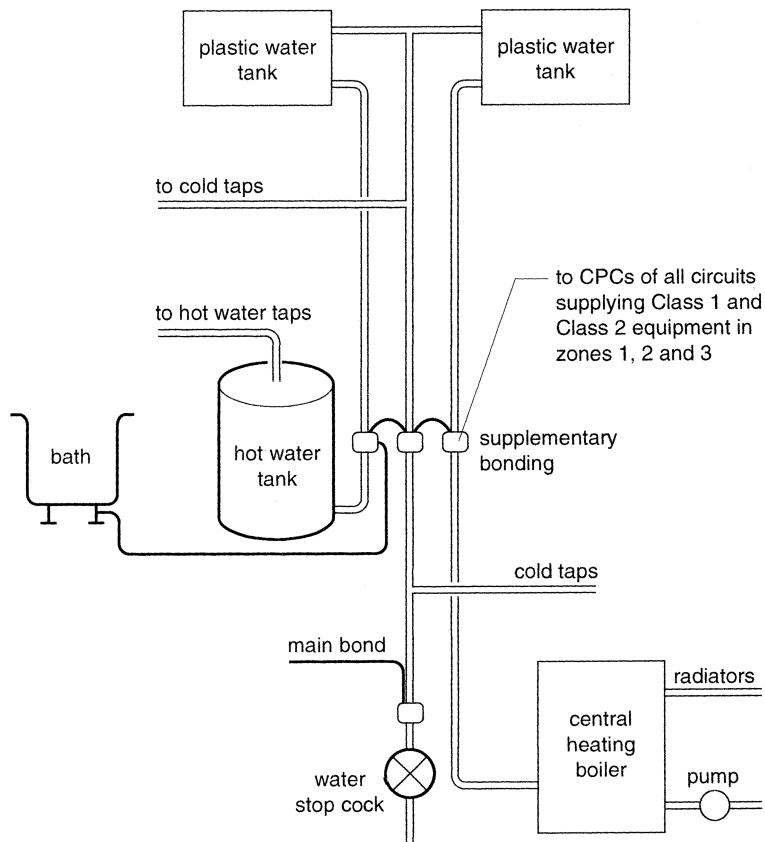 plastic water
tank
plastic water
tank
to cold taps
to CPCs of all circuits
supplying Class 1 and
Class 2 equipment in
zones 1, 2 and 3
to hot water taps
bath
hot water
tank
supplementary
bonding
cold taps
main bond
radiators
central
heating
boiler
pump
water
stop cock